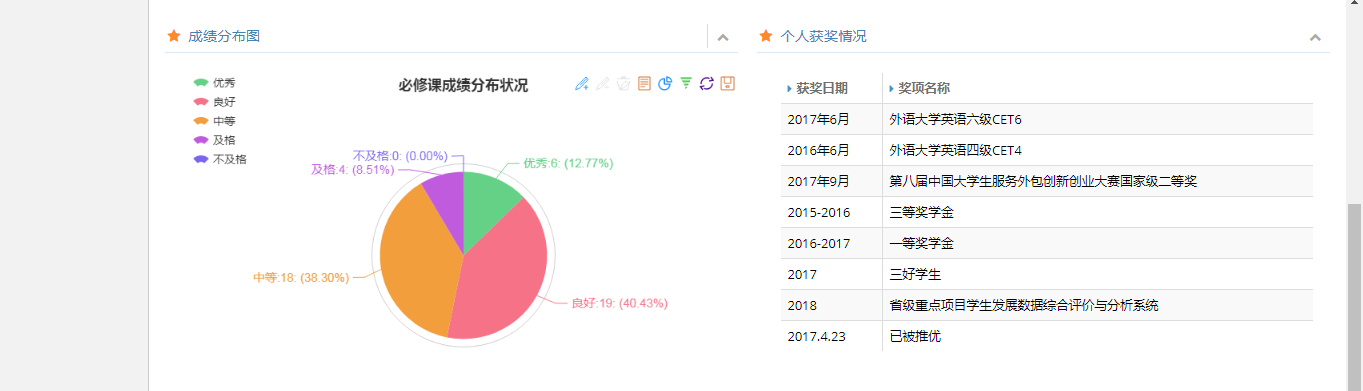 成绩分布图
优秀
良好
中等
及格
不及格
必修课成绩分布状况
不及格:0: (0.00%)
及格:4: (8.51%)
优秀:6: (12.77%)
中等:18: (38.30%)
良好:19: (40.43%)
个人获奖情况
获奖日期 奖项名称
2017年6月 外语大学英语六级CET6
2016年6月 外语大学英语四级CET4
2017年9月 第八届中国大学生服务外包创新创业大赛国家级二等奖
2015-2016 三等奖学金
2016-2017 一等奖学金
2017 三好学生
2018 省级重点项目学生发展数据综合评价与分析系统
2017.4.23 已被推优